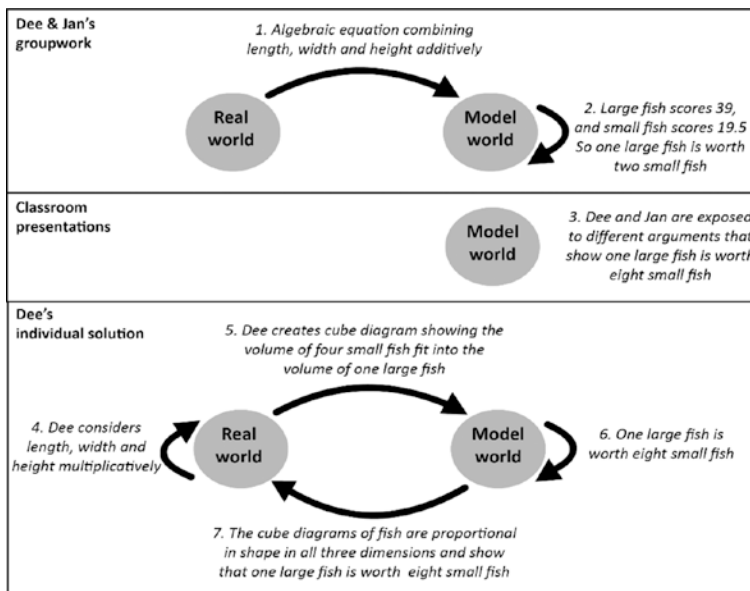 Dee & Jan's
groupwork
1. Algebraic equation combining
length, width and height additively
Real
world
Model
world
2. Large fish scores 39,
and small fish scores 19.5
So one large fish is worth
two small fish
Classroom
presentations
Model
world
3. Dee and Jan are exposed
to different arguments that
show one large fish is worth
eight small fish
Dee's
individual solution
5. Dee creates cube diagram showing the
volume of four small fish fit into the
volume of one large fish
4. Dee considers
length, width and
height multiplicatively
Real
world
Model
world
6. One large fish is
worth eight small fish
7. The cube diagrams of fish are proportional
in shape in all three dimensions and show
that one large fish is worth eight small fish